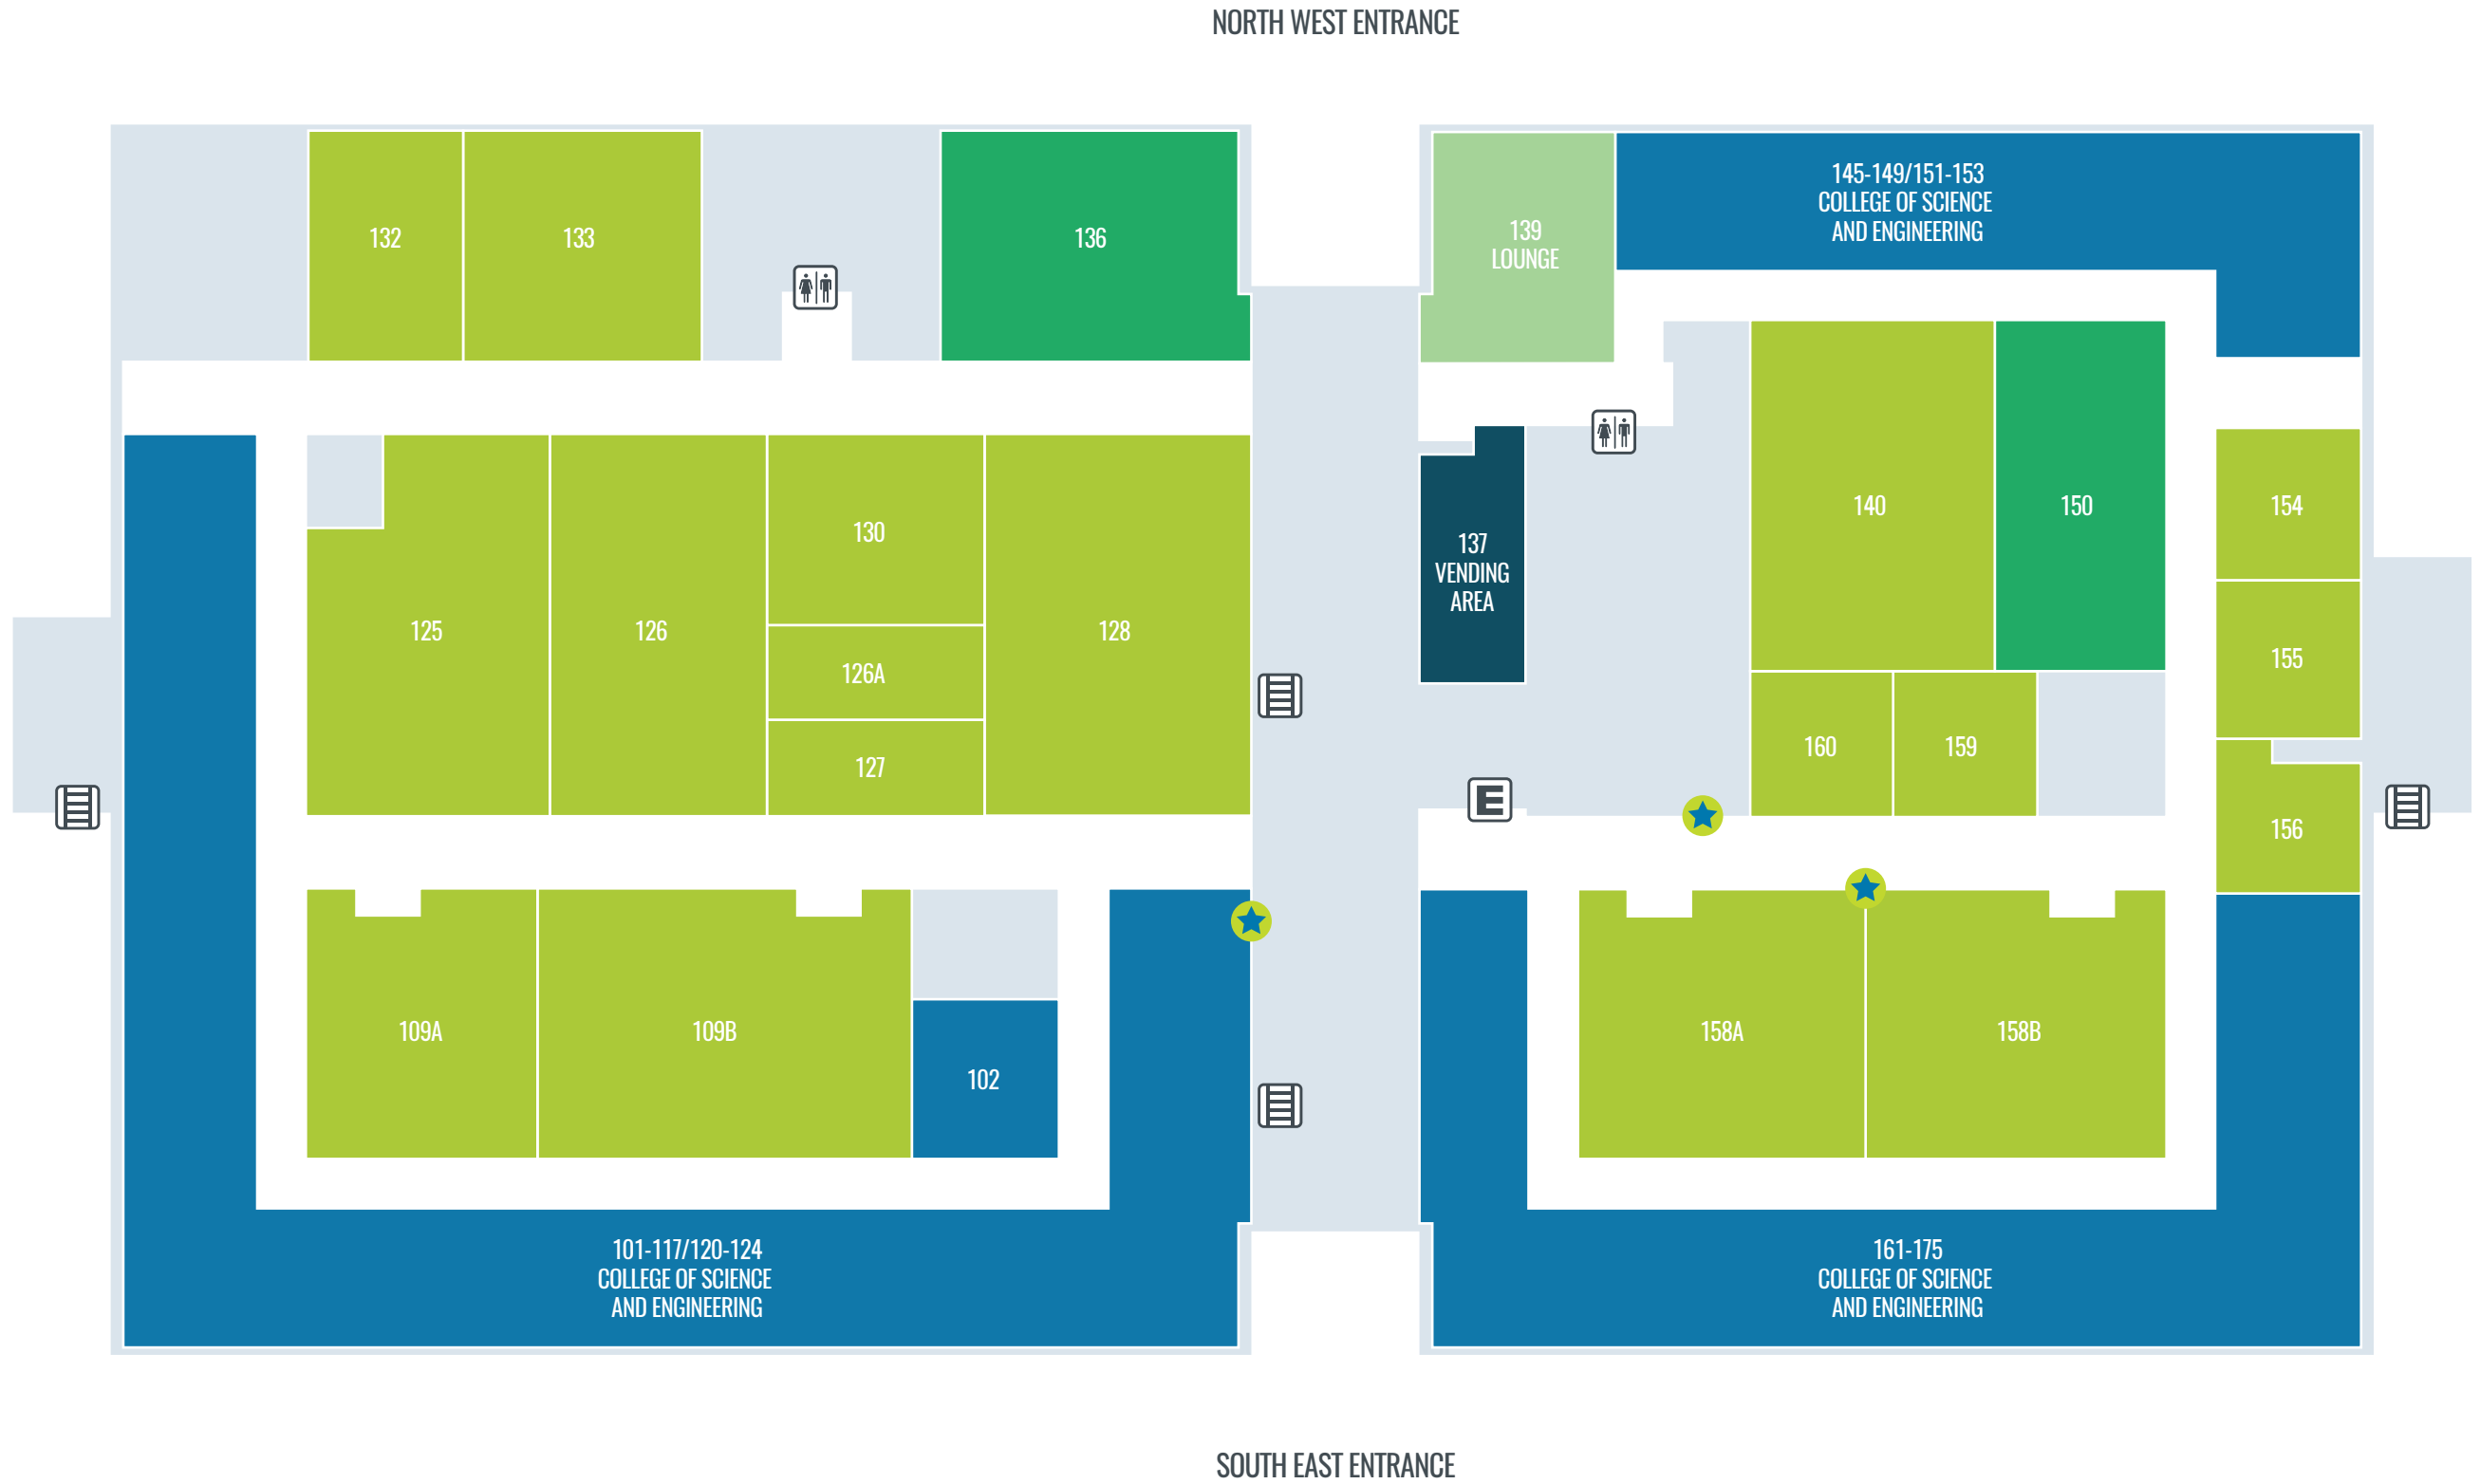 NORTH WEST ENTRANCE
145-149/151-153
COLLEGE OF SCIENCE
AND ENGINEERING
132
133
136
139
LOUNGE
140
150
154
130
137
VENDING
AREA
125
126
128
155
126A
160
159
127
156
109A
109B
158A
158B
102
101-117/120-124
COLLEGE OF SCIENCE
AND ENGINEERING
161-175
COLLEGE OF SCIENCE
AND ENGINEERING
E
SOUTH EAST ENTRANCE